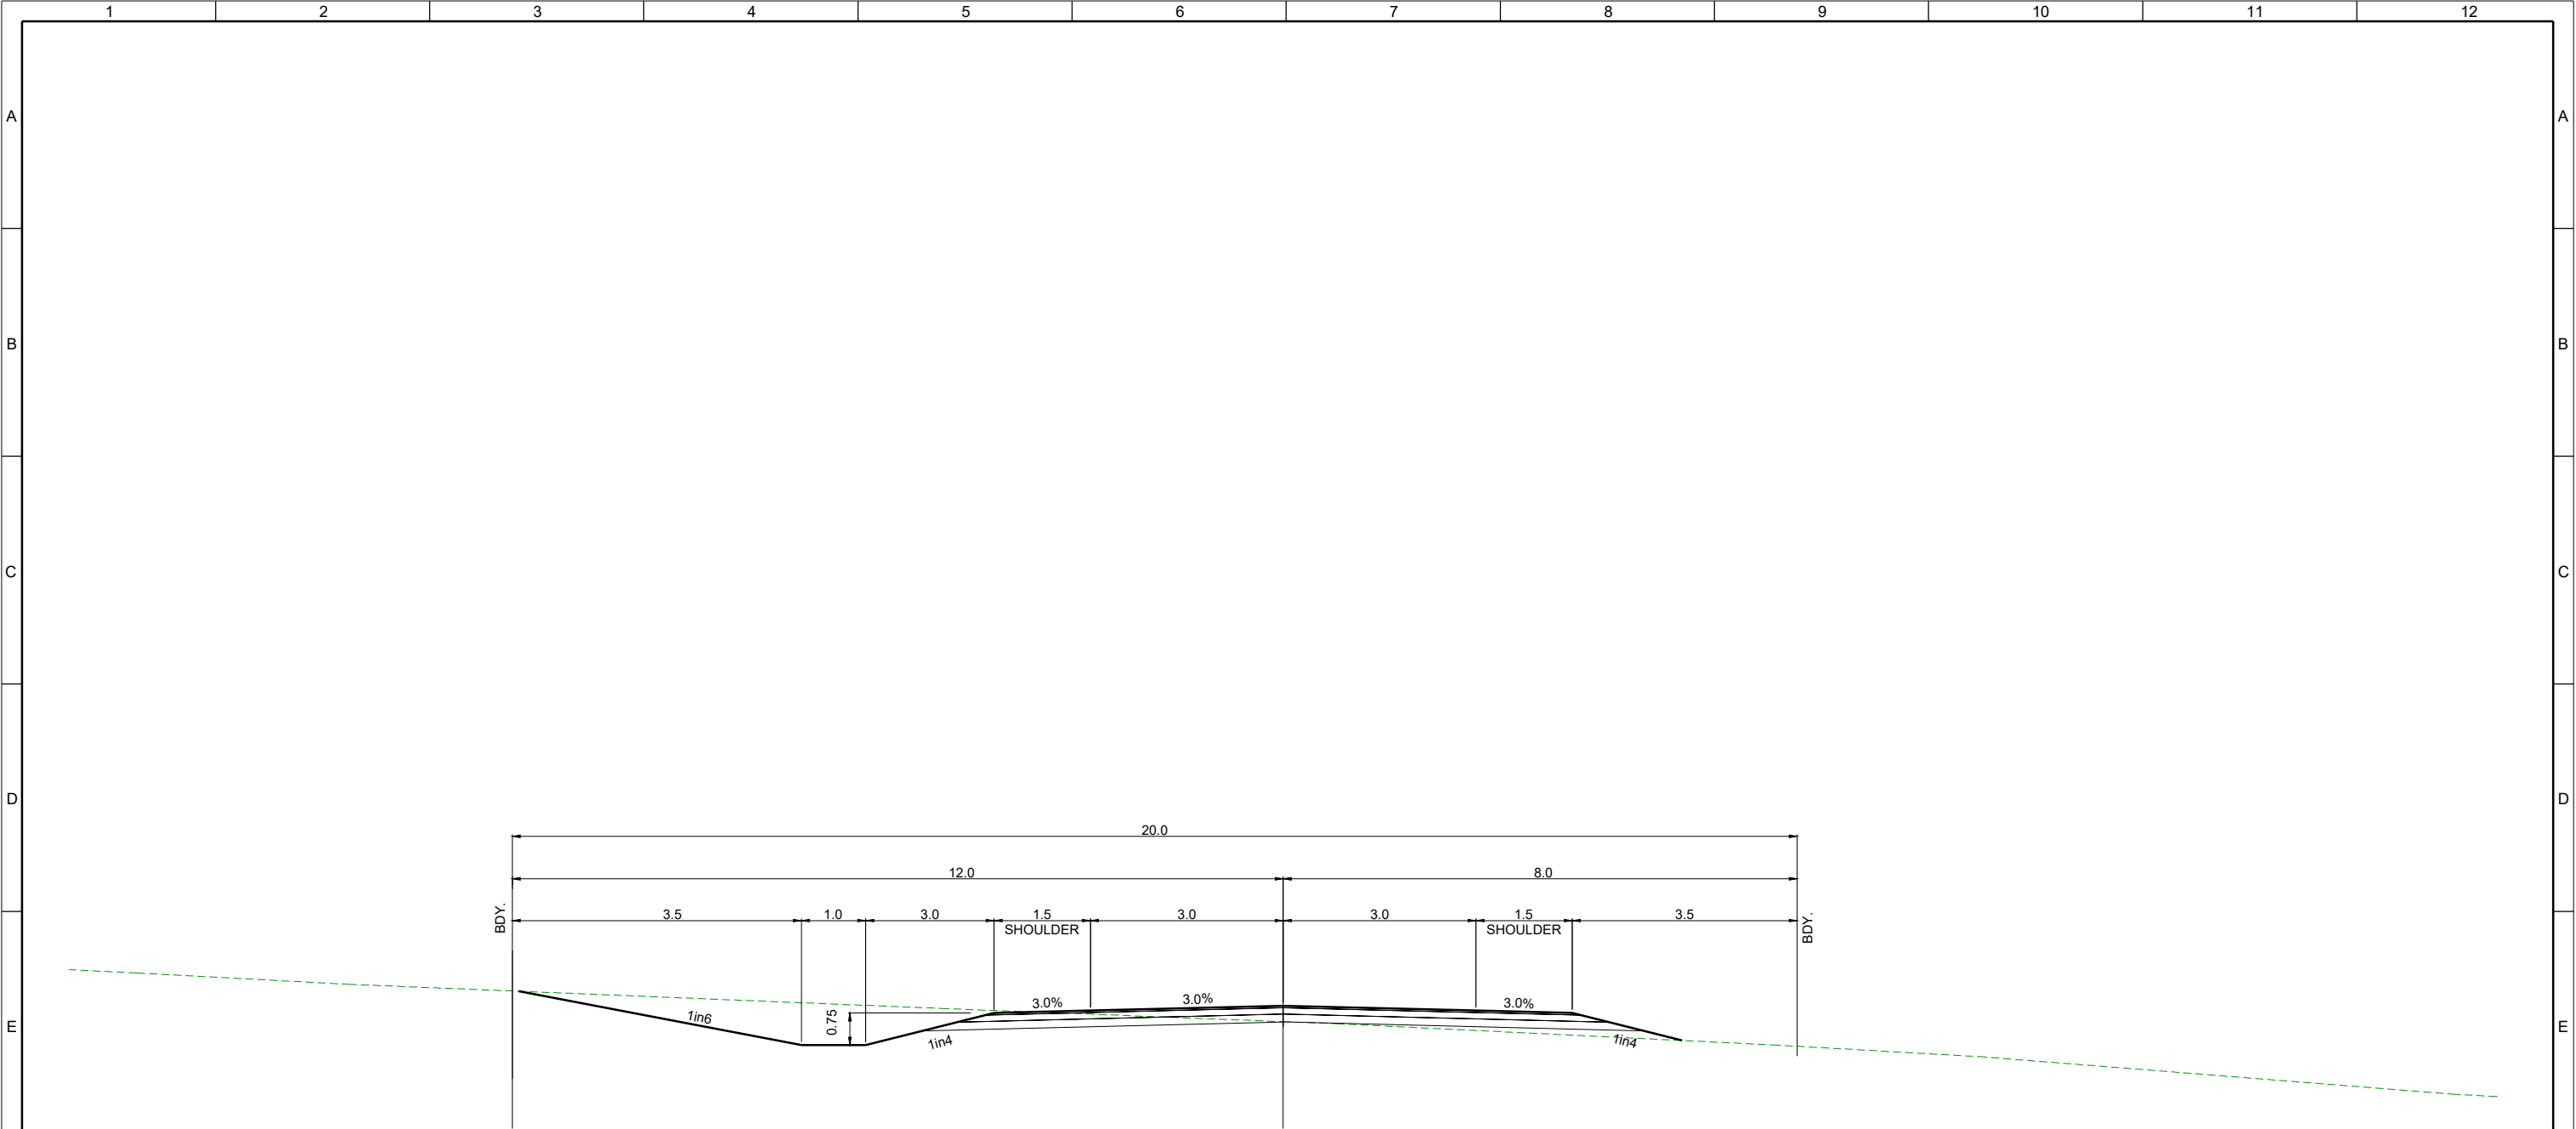 1 2 3 4 5 6 7 8 9 10 11 12
A A
B B
C C
D D
20.0
12.0 8.0
BDY. 3.5 1.0 3.0 1.5 3.0 3.0 1.5 3.5 BDY.
SHOULDER SHOULDER
3.0% 3.0% 3.0%
E 1in6 0.75 1in4 1in4 E